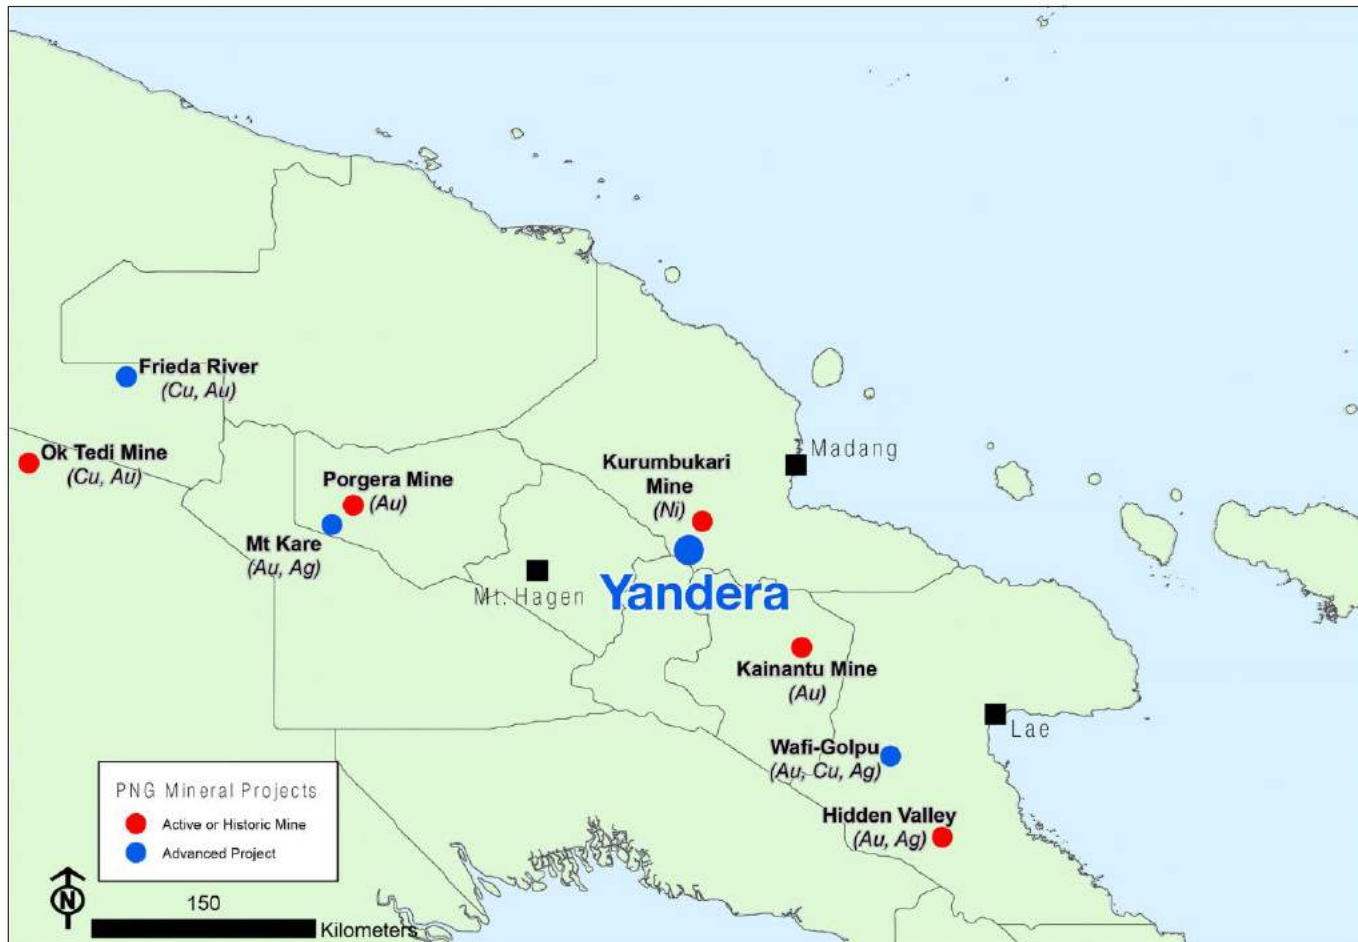 Frieda River
(Cu, Au)
Ok Tedi Mine
(Cu, Au)
Porgera Mine
(Au)
Mt Kare
(Au, Ag)
Kurumbukari
Mine
(Ni)
Madang
Mt. Hagen
Yandera
Kainantu Mine
(Au)
Lae
Wafi-Golpu
(Au, Cu, Ag)
Hidden Valley
(Au, Ag)
PNG Mineral Projects
Active or Historic Mine
Advanced Project
N
150
Kilometers